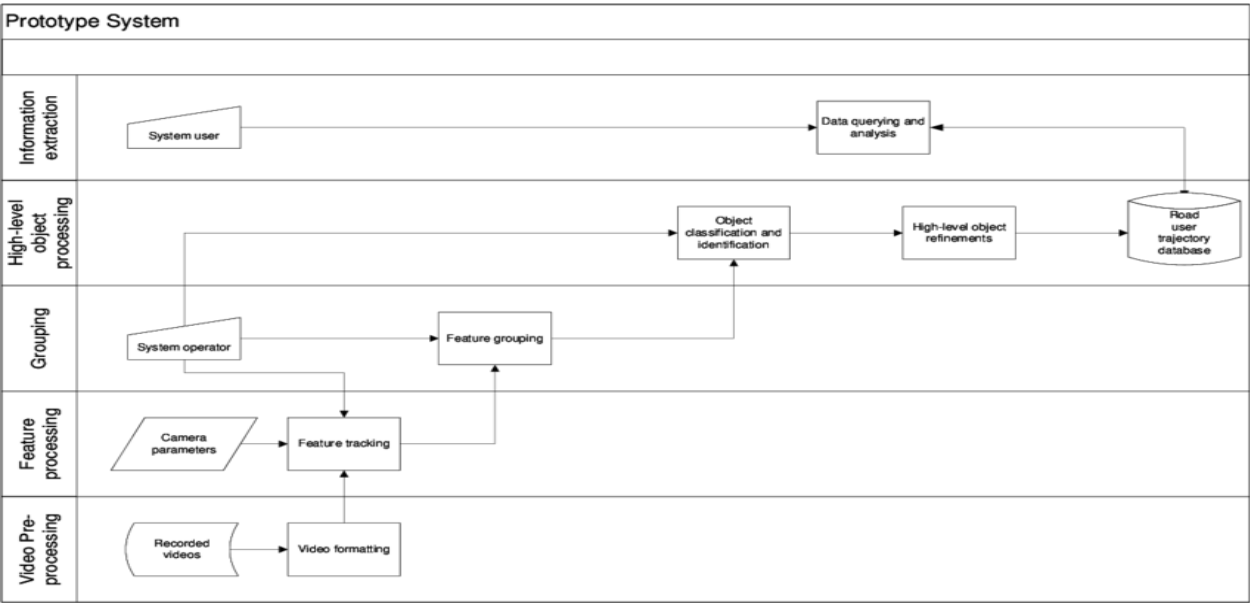 Prototype System
Information
extraction
System user
Data querying and
analysis
High-level
object
processing
Object
classification and
identification
High-level object
refinements
Road
user
trajectory
database
Grouping
System operator
Feature grouping
Feature
processing
Camera
parameters
Feature tracking
Video Pre-
processing
Recorded
videos
Video formatting